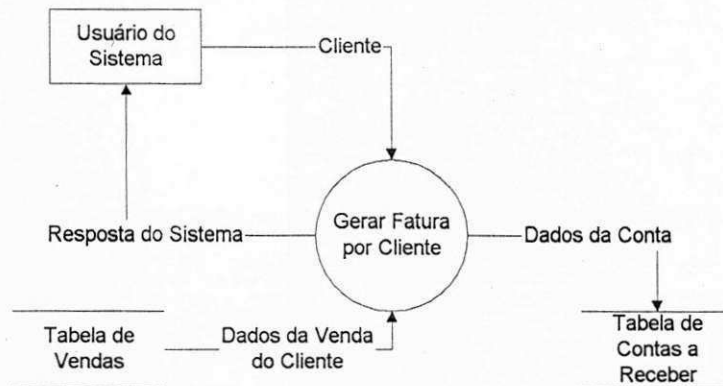 Usuário do
Sistema
Cliente
Gerar Fatura
por Cliente
Resposta do Sistema
Dados da Conta
Tabela de
Vendas
Dados da Venda
do Cliente
Tabela de
Contas a
Receber